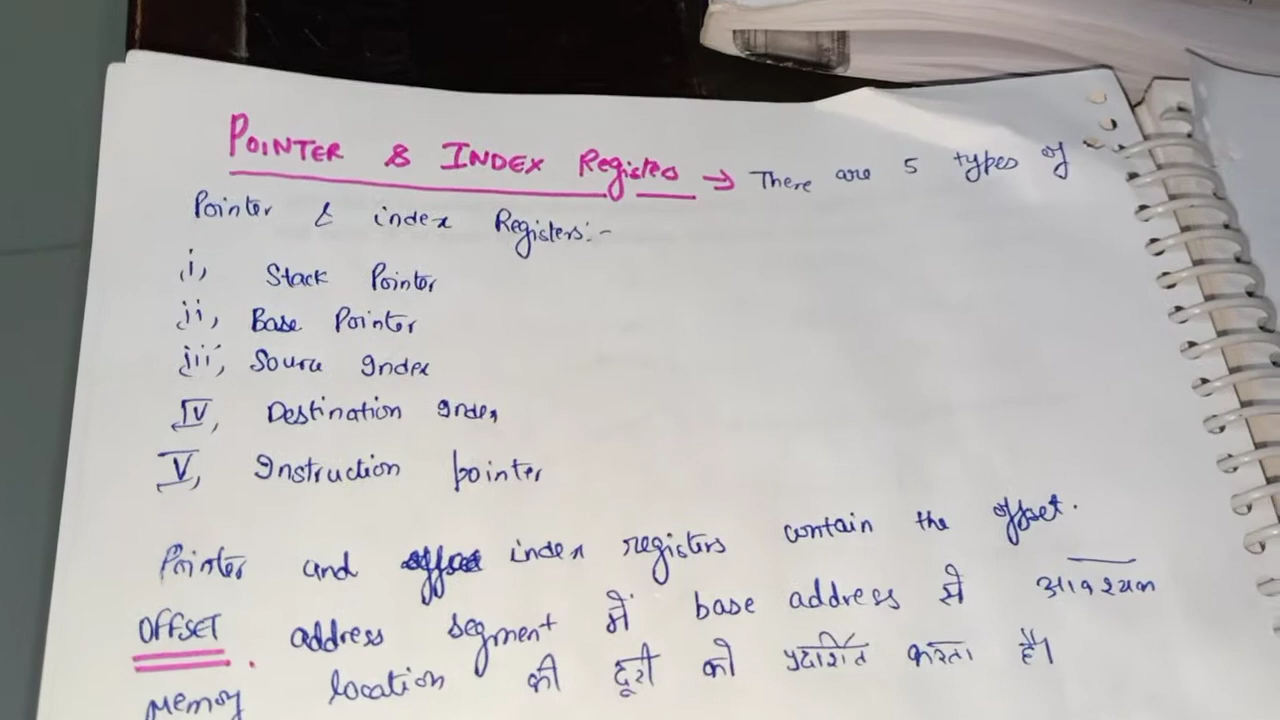 POINTER & INDEX Registers → There are 5 types of
Pointer & index Registers:-
i, Stack Pointer
ii, Base Pointer
iii, Source Index
IV, Destination Index
V, Instruction pointer
Pointer and index registers contain the offset.
OFFSET address segment में base address से आवश्यक
Memory location की दूरी को प्रदर्शित करता है।